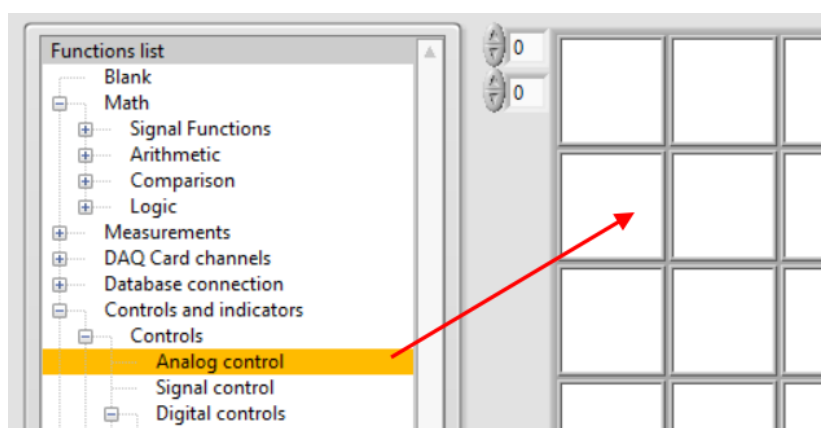 Functions list
Blank
Math
Signal Functions
Arithmetic
Comparison
Logic
Measurements
DAQ Card channels
Database connection
Controls and indicators
Controls
Analog control
Signal control
Digital controls
0
0